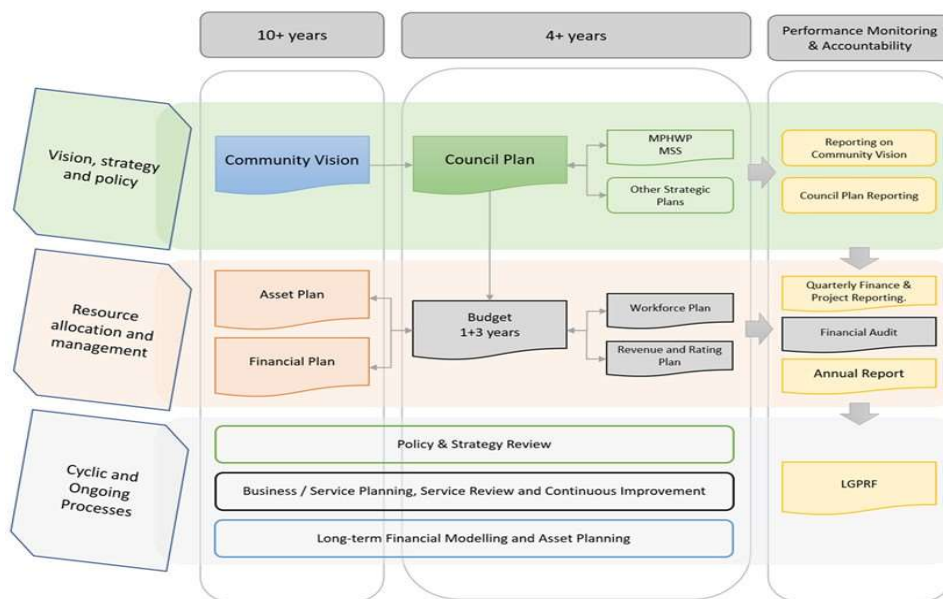 10+ years
4+ years
Performance Monitoring
& Accountability
Vision, strategy
and policy
Community Vision
Council Plan
MPHWP
MSS
Other Strategic
Plans
Reporting on
Community Vision
Council Plan Reporting
Resource
allocation and
management
Asset Plan
Financial Plan
Budget
1+3 years
Workforce Plan
Revenue and Rating
Plan
Quarterly Finance &
Project Reporting.
Financial Audit
Annual Report
Cyclic and
Ongoing
Processes
Policy & Strategy Review
Business / Service Planning, Service Review and Continuous Improvement
Long-term Financial Modelling and Asset Planning
LGPRF